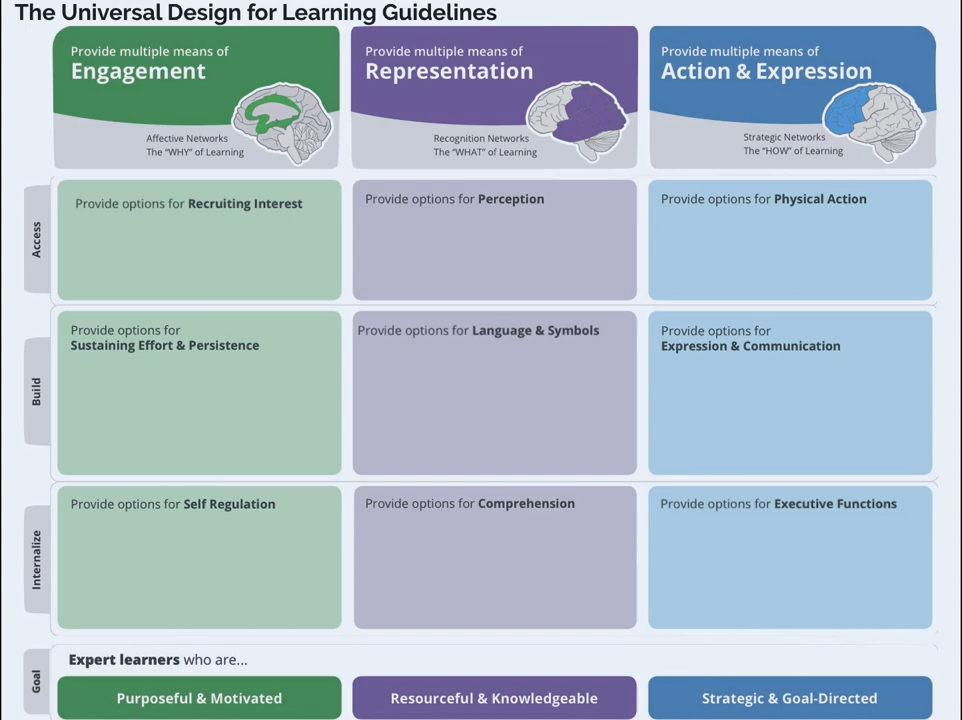 The Universal Design for Learning Guidelines
Provide multiple means of
Engagement
Affective Networks
The “WHY” of Learning
Provide multiple means of
Representation
Recognition Networks
The “WHAT” of Learning
Provide multiple means of
Action & Expression
Strategic Networks
The “HOW” of Learning
Access
Provide options for Recruiting Interest
Provide options for Perception
Provide options for Physical Action
Build
Provide options for
Sustaining Effort & Persistence
Provide options for Language & Symbols
Provide options for
Expression & Communication
Internalize
Provide options for Self Regulation
Provide options for Comprehension
Provide options for Executive Functions
Goal
Expert learners who are...
Purposeful & Motivated
Resourceful & Knowledgeable
Strategic & Goal-Directed